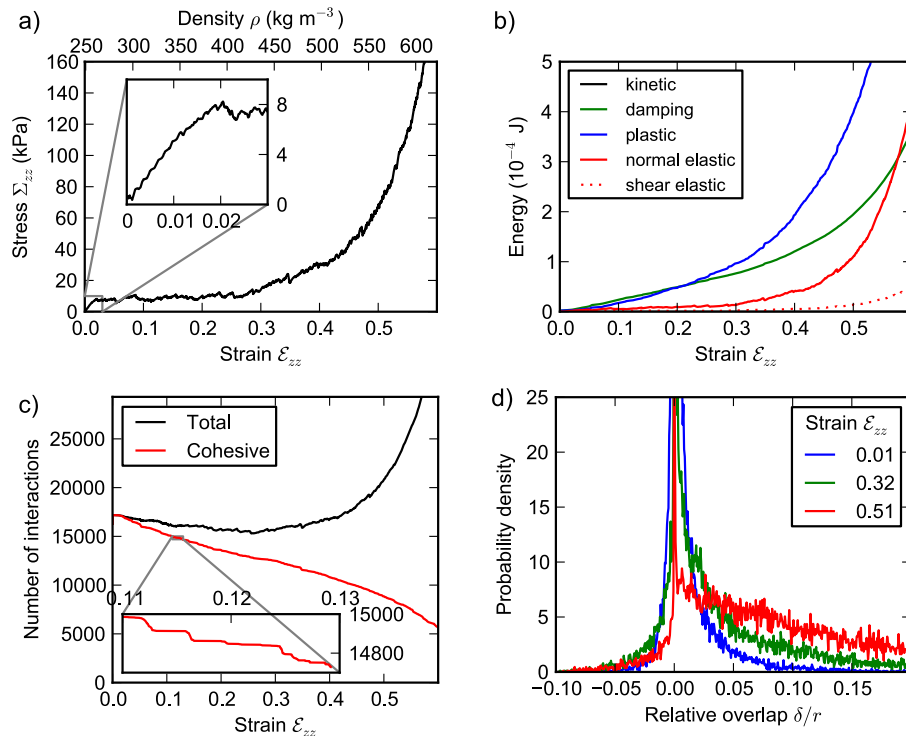 a)
Density ρ (kg m⁻³)
250 300 350 400 450 500 550 600
160
140
120
100
80
60
40
20
0
Stress Σzz (kPa)
8
4
0
0 0.01 0.02
0.0 0.1 0.2 0.3 0.4 0.5
Strain Ɛzz
b)
5
4
3
2
1
0
Energy (10⁻⁴ J)
kinetic
damping
plastic
normal elastic
shear elastic
0.0 0.1 0.2 0.3 0.4 0.5
Strain Ɛzz
c)
25000
20000
15000
10000
5000
0
Number of interactions
Total
Cohesive
0.11 0.12 0.13
15000
14800
0.0 0.1 0.2 0.3 0.4 0.5
Strain Ɛzz
d)
25
20
15
10
5
0
Probability density
Strain Ɛzz
0.01
0.32
0.51
−0.10 −0.05 0.00 0.05 0.10 0.15
Relative overlap δ/r